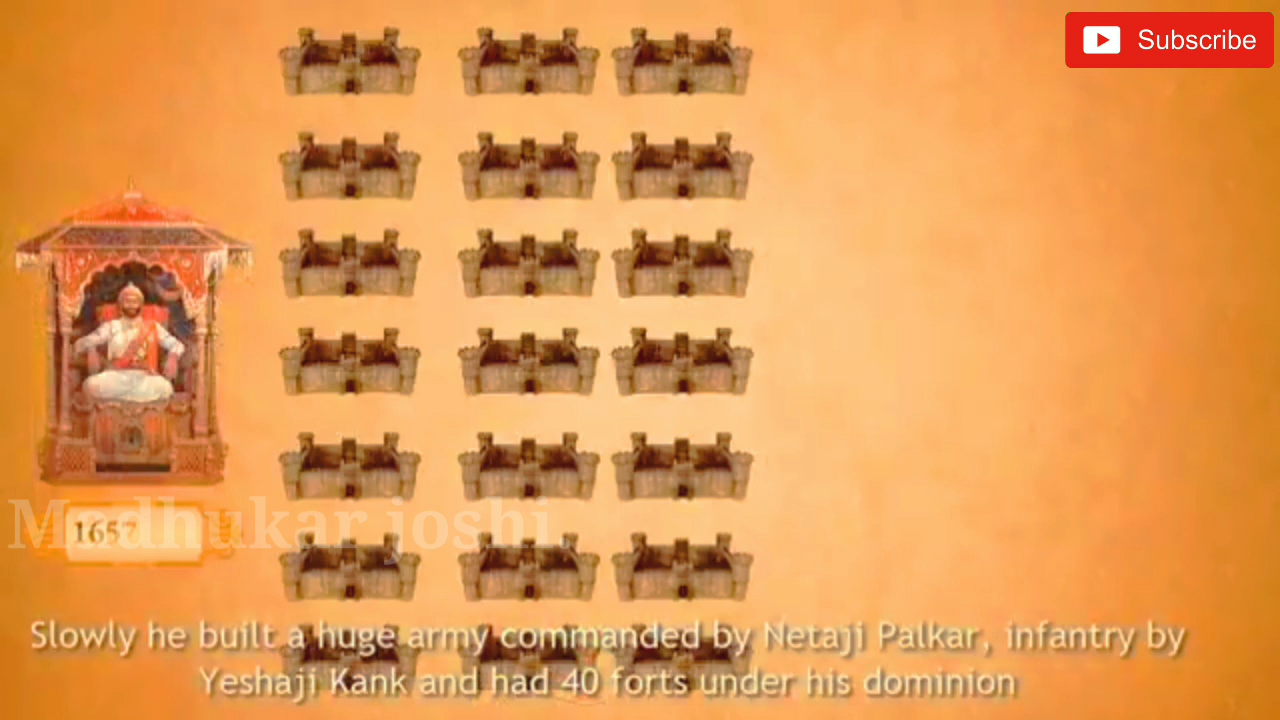 Subscribe
Madhukar joshi
1657
Slowly he built a huge army commanded by Netaji Palkar, infantry by
Yeshaji Kank and had 40 forts under his dominion